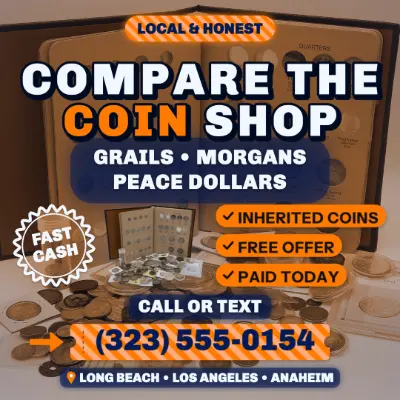 LOCAL & HONEST
QUARTERS
COMPARE THE
COIN SHOP
GRAILS • MORGANS
PEACE DOLLARS
INHERITED COINS
FREE OFFER
PAID TODAY
FAST
CASH
CALL OR TEXT
(323) 555-0154
LONG BEACH • LOS ANGELES • ANAHEIM